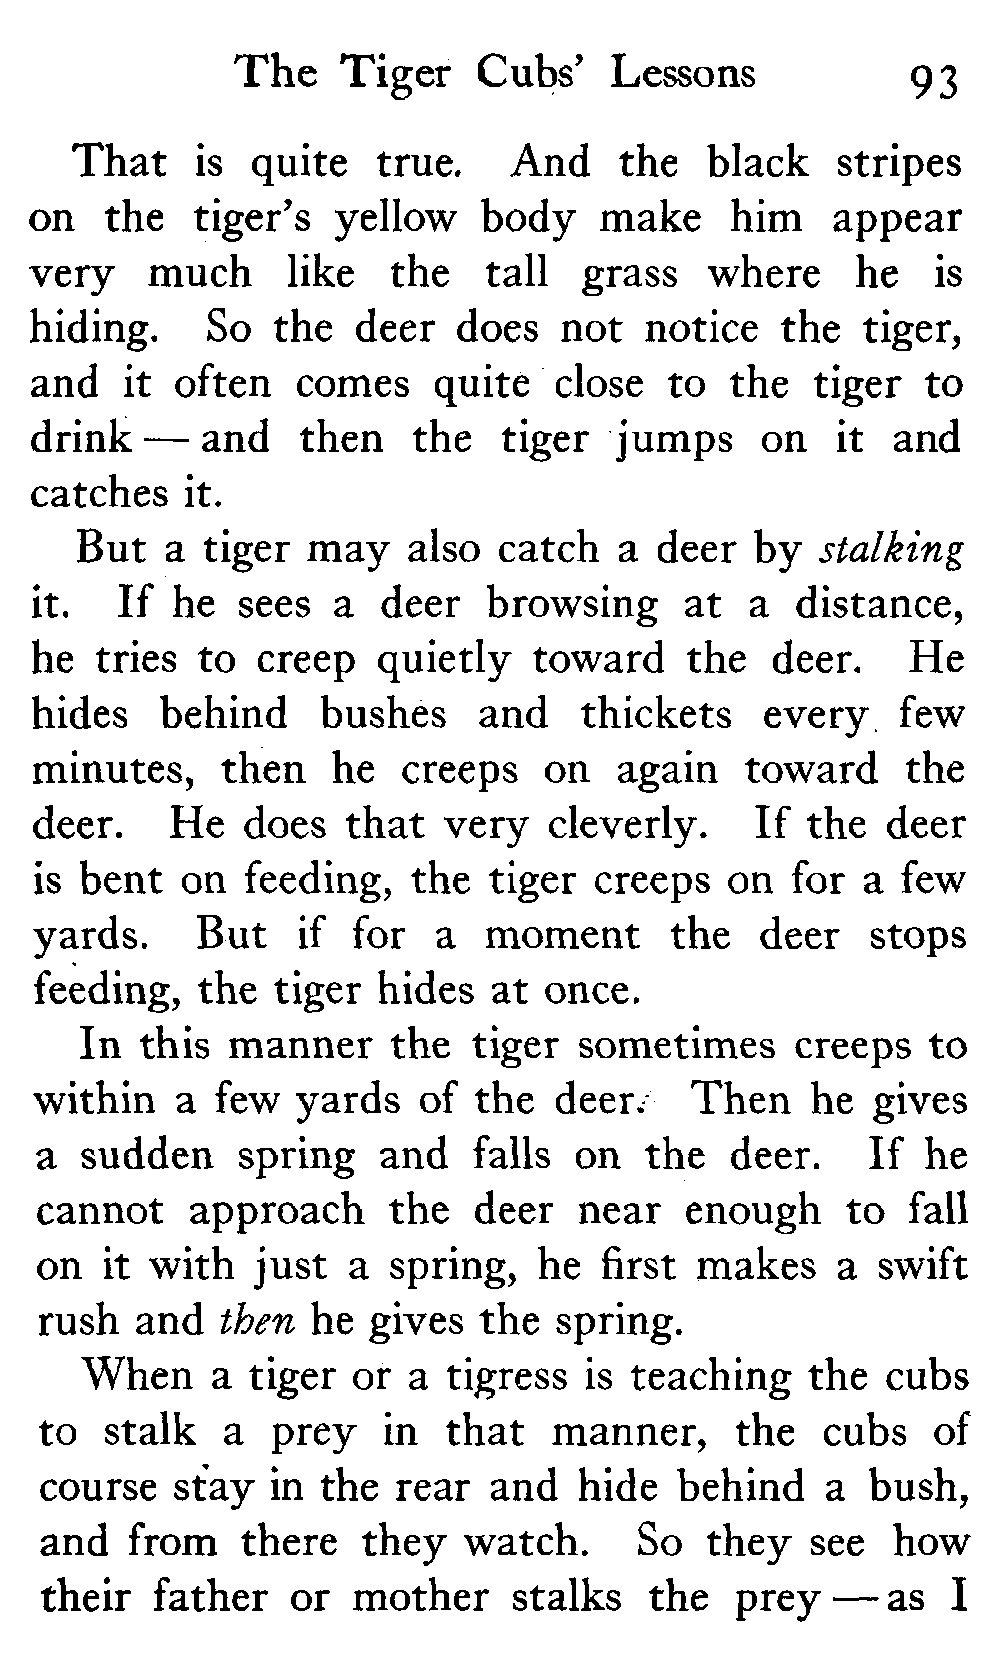 The Tiger Cubs' Lessons 93
That is quite true. And the black stripes
on the tiger's yellow body make him appear
very much like the tall grass where he is
hiding. So the deer does not notice the tiger,
and it often comes quite close to the tiger to
drink — and then the tiger jumps on it and
catches it.
But a tiger may also catch a deer by stalking
it. If he sees a deer browsing at a distance,
he tries to creep quietly toward the deer. He
hides behind bushes and thickets every few
minutes, then he creeps on again toward the
deer. He does that very cleverly. If the deer
is bent on feeding, the tiger creeps on for a few
yards. But if for a moment the deer stops
feeding, the tiger hides at once.
In this manner the tiger sometimes creeps to
within a few yards of the deer. Then he gives
a sudden spring and falls on the deer. If he
cannot approach the deer near enough to fall
on it with just a spring, he first makes a swift
rush and then he gives the spring.
When a tiger or a tigress is teaching the cubs
to stalk a prey in that manner, the cubs of
course stay in the rear and hide behind a bush,
and from there they watch. So they see how
their father or mother stalks the prey — as I